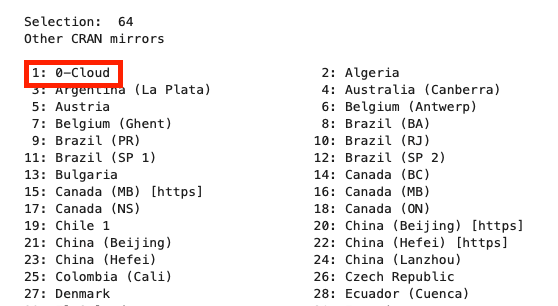 Selection:  64
Other CRAN mirrors
1: 0-Cloud 2: Algeria
3: Argentina (La Plata) 4: Australia (Canberra)
5: Austria 6: Belgium (Antwerp)
7: Belgium (Ghent) 8: Brazil (BA)
9: Brazil (PR) 10: Brazil (RJ)
11: Brazil (SP 1) 12: Brazil (SP 2)
13: Bulgaria 14: Canada (BC)
15: Canada (MB) [https] 16: Canada (MB)
17: Canada (NS) 18: Canada (ON)
19: Chile 1 20: China (Beijing) [https]
21: China (Beijing) 22: China (Hefei) [https]
23: China (Hefei) 24: China (Lanzhou)
25: Colombia (Cali) 26: Czech Republic
27: Denmark 28: Ecuador (Cuenca)